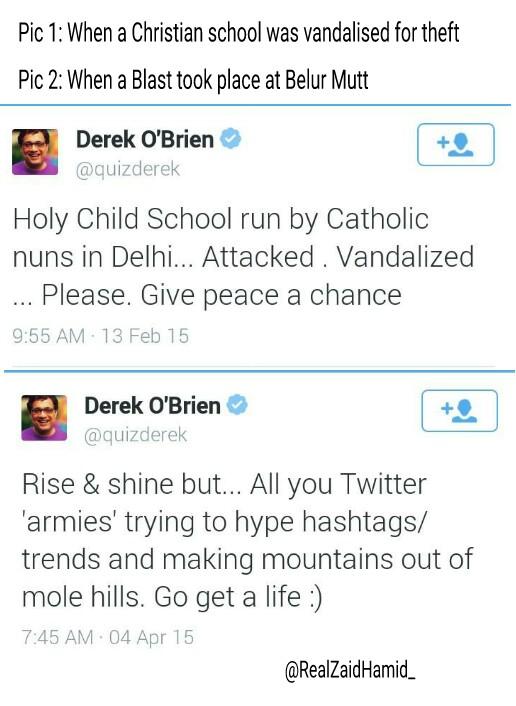 Pic 1: When a Christian school was vandalised for theft
Pic 2: When a Blast took place at Belur Mutt
Derek O'Brien
@quizderek
Holy Child School run by Catholic
nuns in Delhi... Attacked . Vandalized
... Please. Give peace a chance
9:55 AM · 13 Feb 15
Derek O'Brien
@quizderek
Rise & shine but... All you Twitter
'armies' trying to hype hashtags/
trends and making mountains out of
mole hills. Go get a life :)
7:45 AM · 04 Apr 15
@RealZaidHamid_